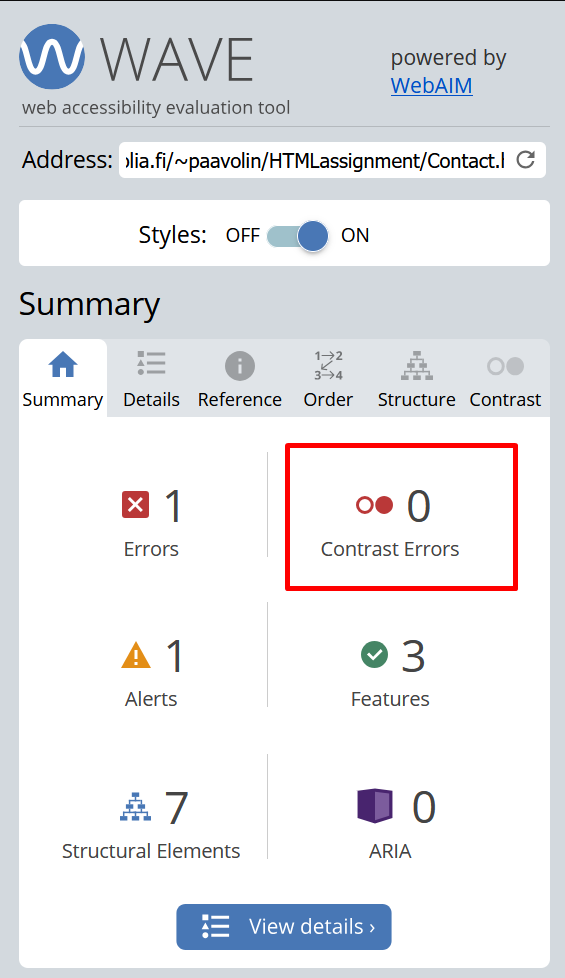 WAVE
powered by
WebAIM
web accessibility evaluation tool
Address: olia.fi/~paavolin/HTMLassignment/Contact.l
Styles: OFF ON
Summary
1→2
3→4
Summary Details Reference Order Structure Contrast
1 0
Errors Contrast Errors
1 3
Alerts Features
7 0
Structural Elements ARIA
View details ›